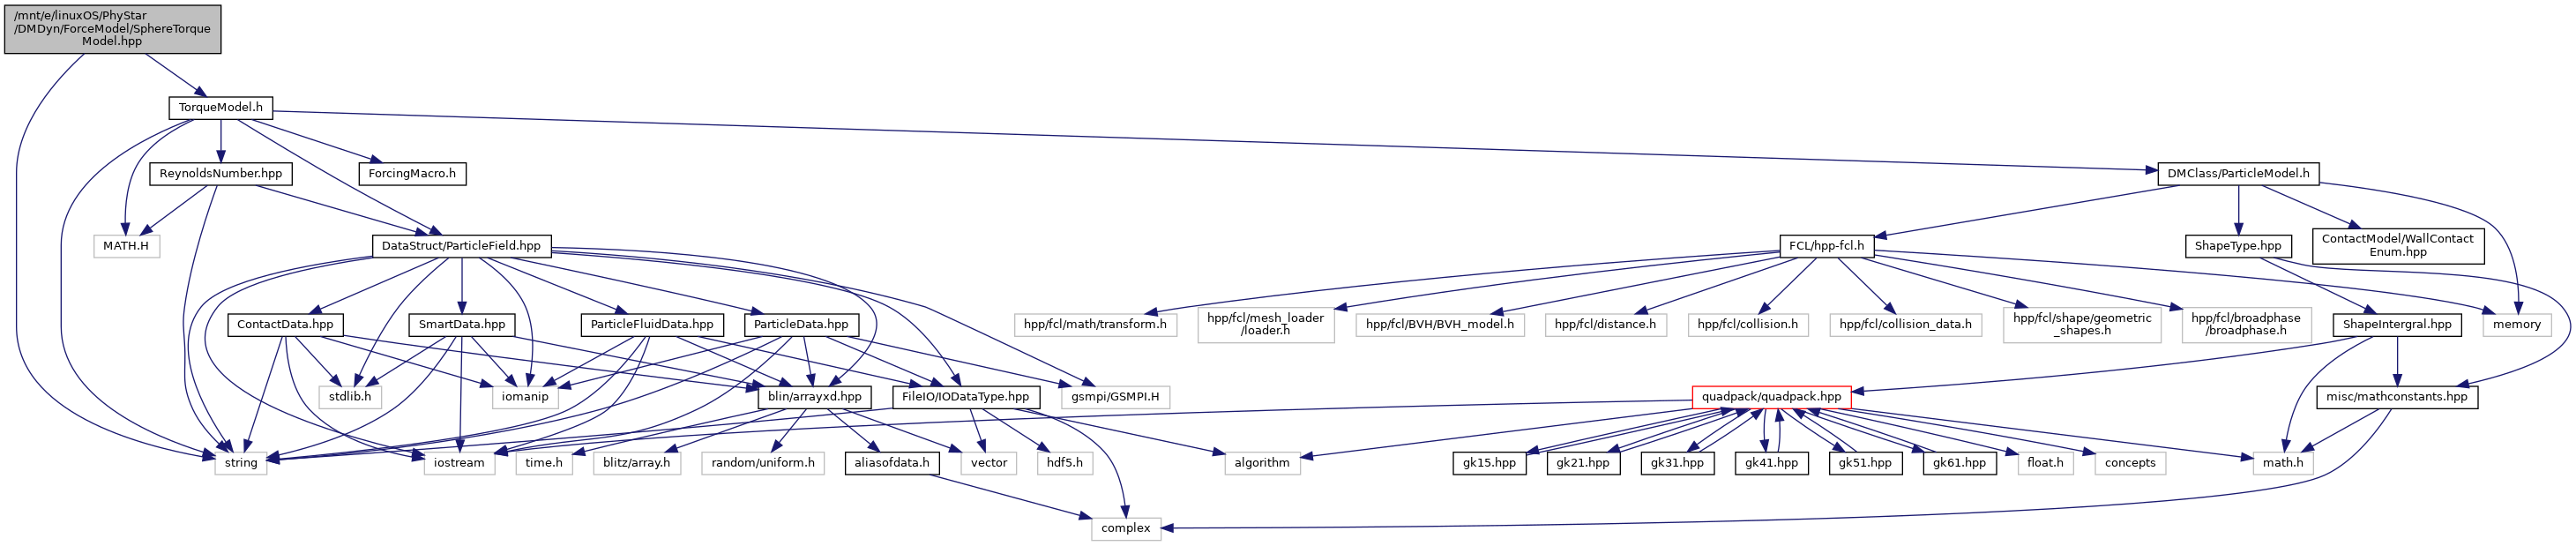 /mnt/e/linuxOS/PhyStar
/DMDyn/ForceModel/SphereTorque
Model.hpp
TorqueModel.h
ReynoldsNumber.hpp
ForcingMacro.h
DMClass/ParticleModel.h
MATH.H
DataStruct/ParticleField.hpp
FCL/hpp-fcl.h
ShapeType.hpp
ContactModel/WallContact
Enum.hpp
ContactData.hpp
SmartData.hpp
ParticleFluidData.hpp
ParticleData.hpp
hpp/fcl/math/transform.h
hpp/fcl/mesh_loader
/loader.h
hpp/fcl/BVH/BVH_model.h
hpp/fcl/distance.h
hpp/fcl/collision.h
hpp/fcl/collision_data.h
hpp/fcl/shape/geometric
_shapes.h
hpp/fcl/broadphase
/broadphase.h
ShapeIntergral.hpp
memory
stdlib.h
iomanip
blin/arrayxd.hpp
FileIO/IODataType.hpp
gsmpi/GSMPI.H
quadpack/quadpack.hpp
misc/mathconstants.hpp
string
iostream
time.h
blitz/array.h
random/uniform.h
aliasofdata.h
vector
hdf5.h
algorithm
gk15.hpp
gk21.hpp
gk31.hpp
gk41.hpp
gk51.hpp
gk61.hpp
float.h
concepts
math.h
complex